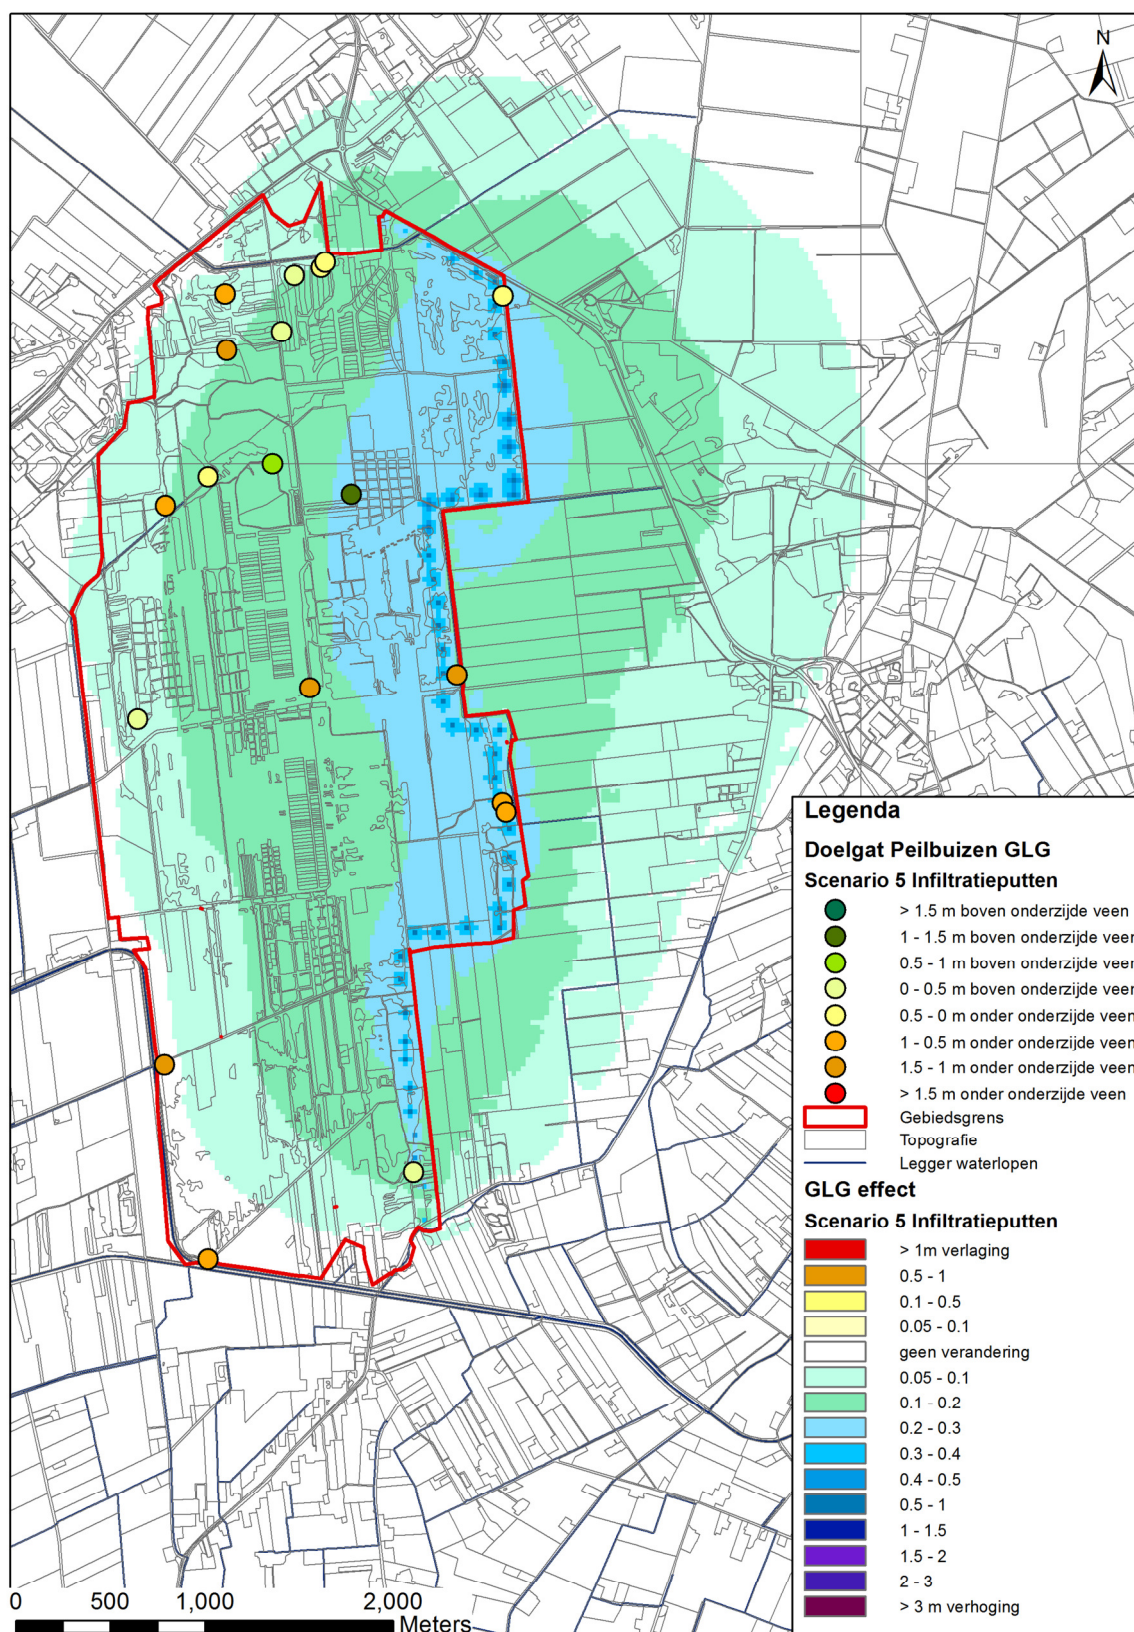 N
Legenda
Doelgat Peilbuizen GLG
Scenario 5 Infiltratieputten
> 1.5 m boven onderzijde veen
1 - 1.5 m boven onderzijde veen
0.5 - 1 m boven onderzijde veen
0 - 0.5 m boven onderzijde veen
0.5 - 0 m onder onderzijde veen
1 - 0.5 m onder onderzijde veen
1.5 - 1 m onder onderzijde veen
> 1.5 m onder onderzijde veen
Gebiedsgrens
Topografie
Legger waterlopen
GLG effect
Scenario 5 Infiltratieputten
> 1m verlaging
0.5 - 1
0.1 - 0.5
0.05 - 0.1
geen verandering
0.05 - 0.1
0.1 - 0.2
0.2 - 0.3
0.3 - 0.4
0.4 - 0.5
0.5 - 1
1 - 1.5
1.5 - 2
2 - 3
> 3 m verhoging
0 500 1,000 2,000
Meters